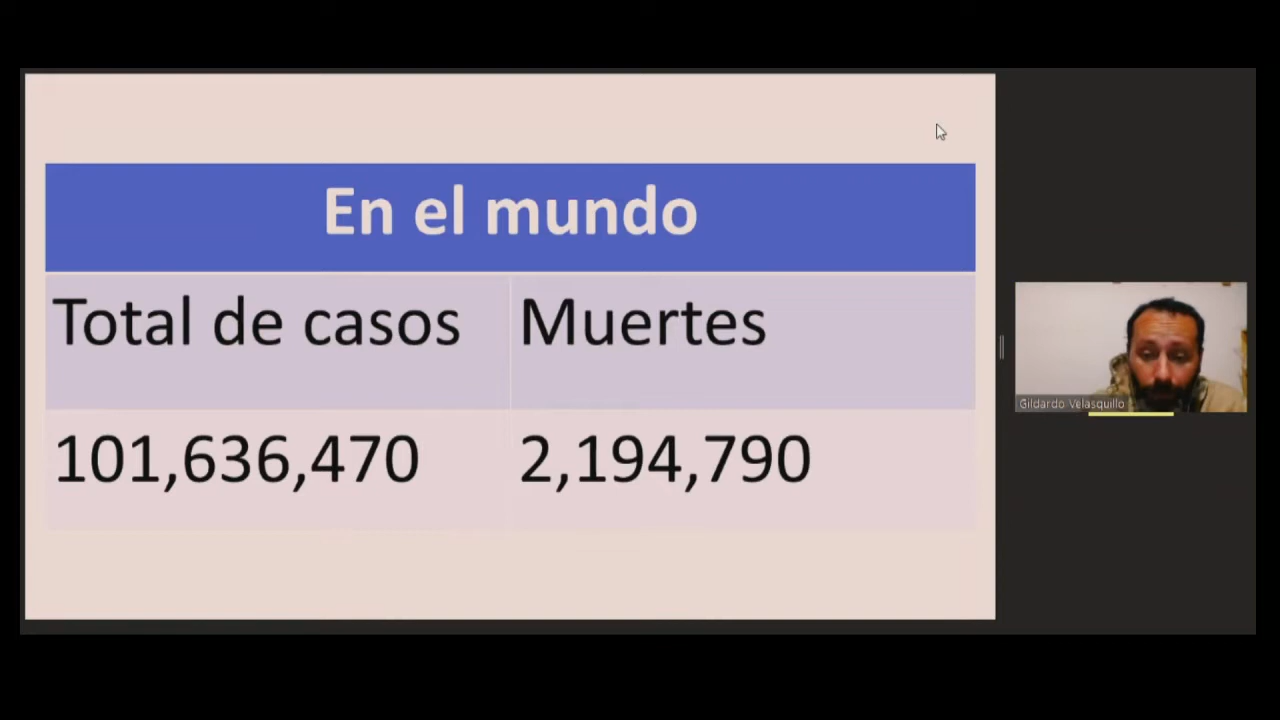 En el mundo
Total de casos Muertes
101,636,470 2,194,790
Gildardo Velasquillo